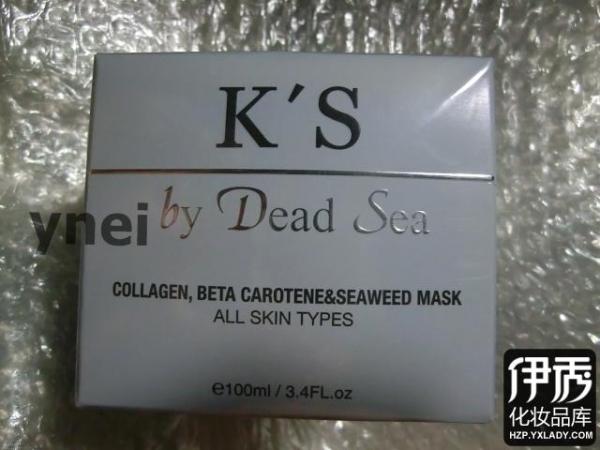 K'S
by Dead Sea
ynei
COLLAGEN, BETA CAROTENE&SEAWEED MASK
ALL SKIN TYPES
e100ml / 3.4FL.oz
伊秀
化妆品库
HZP.YXLADY.COM